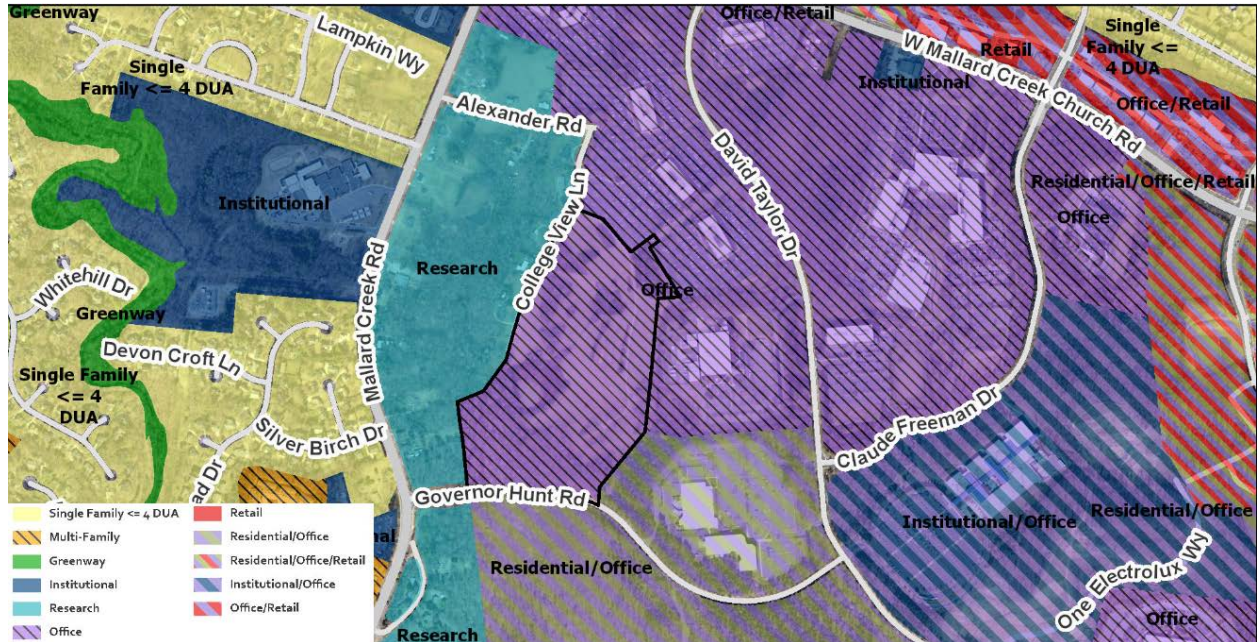 Greenway
Lampkin Wy
Single
Family <= 4 DUA
Office/Retail
W Mallard Creek Church Rd
Retail
Single
Family <=
4 DUA
Institutional
Office/Retail
Alexander Rd
David Taylor Dr
Residential/Office/Retail
Office
Institutional
College View Ln
Research
Mallard Creek Rd
Whitehill Dr
Greenway
Office
Devon Croft Ln
Single Family
<= 4
DUA
Silver Birch Dr
Claude Freeman Dr
ad Dr
Governor Hunt Rd
Institutional/Office
Residential/Office
Residential/Office
One Electrolux Wy
Office
Research
nal
Single Family <= 4 DUA
Multi-Family
Greenway
Institutional
Research
Office
Retail
Residential/Office
Residential/Office/Retail
Institutional/Office
Office/Retail